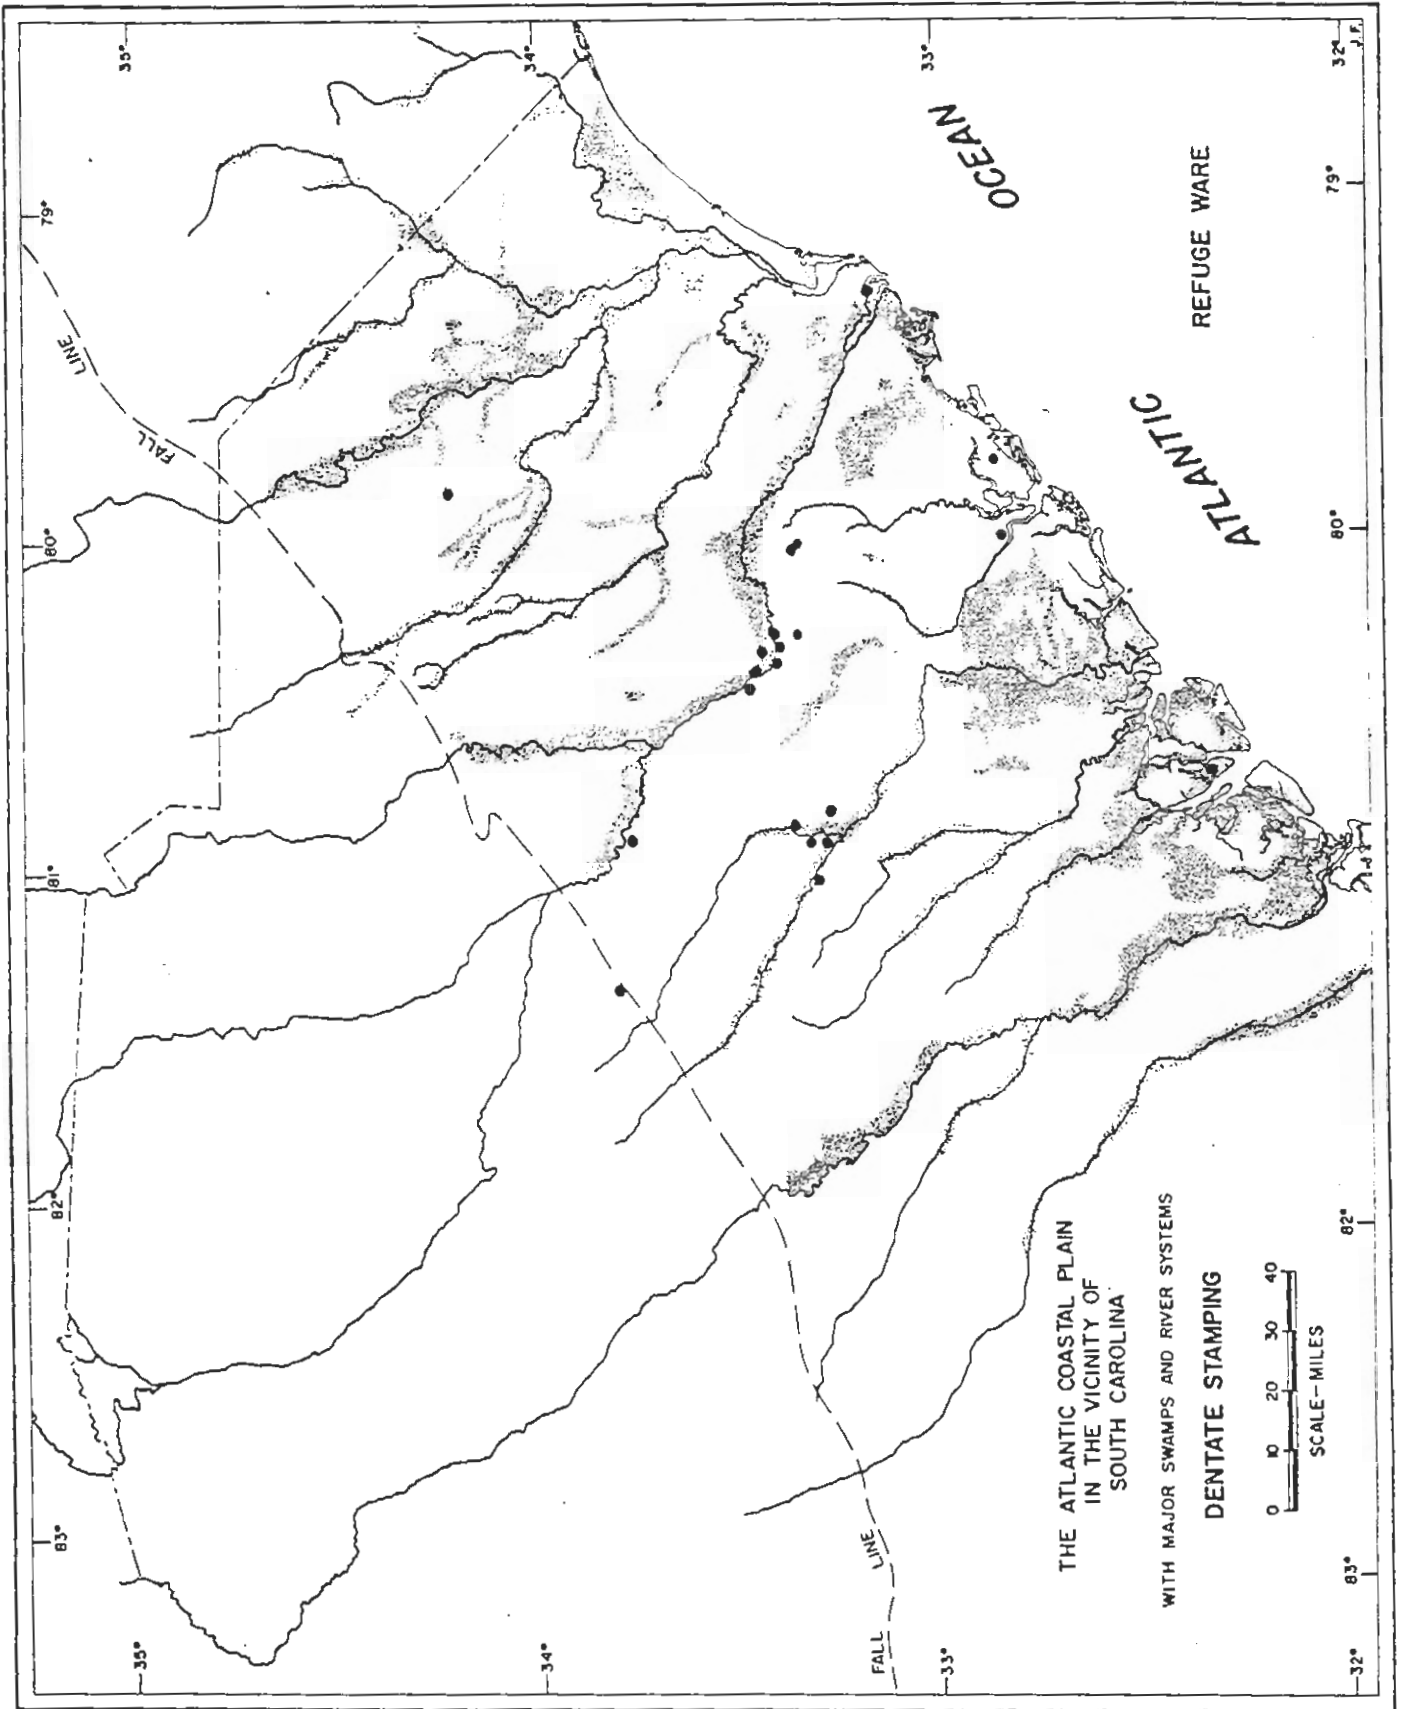 THE ATLANTIC COASTAL PLAIN
IN THE VICINITY OF
SOUTH CAROLINA
WITH MAJOR SWAMPS AND RIVER SYSTEMS
DENTATE STAMPING
0 10 20 30 40
SCALE-MILES
REFUGE WARE
ATLANTIC
OCEAN
FALL
LINE
FALL
LINE
83°
82°
81°
80°
79°
35°
34°
33°
32°
J.F.
79°
80°
82°
83°
35°
34°
33°
32°